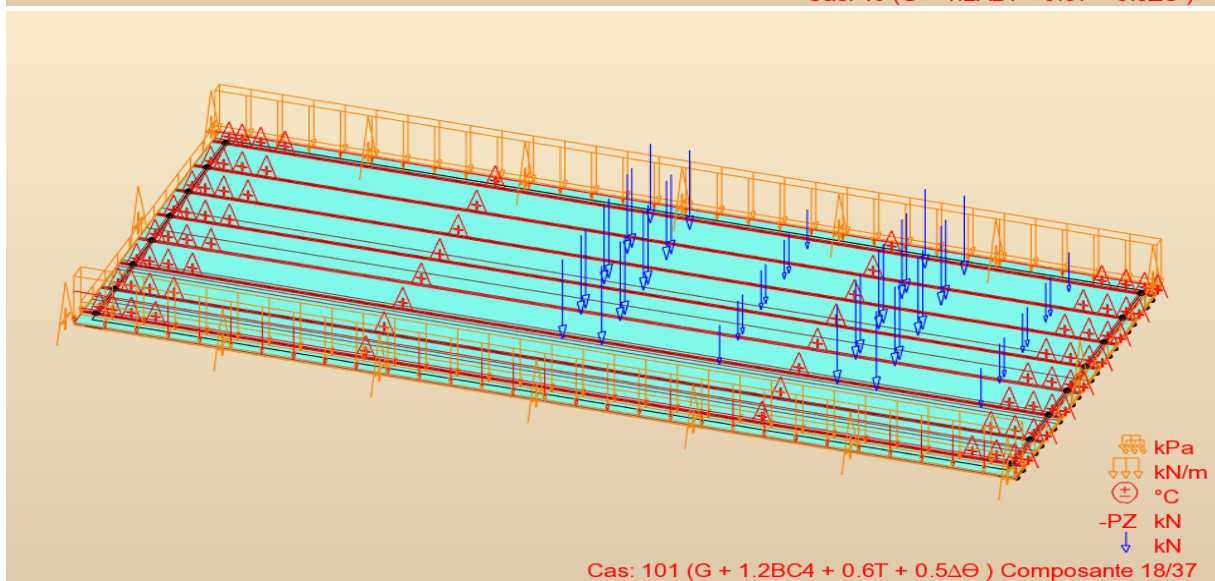 kPa
kN/m
°C
-PZ kN
kN
Cas: 101 (G + 1.2BC4 + 0.6T + 0.5ΔΘ ) Composante 18/37